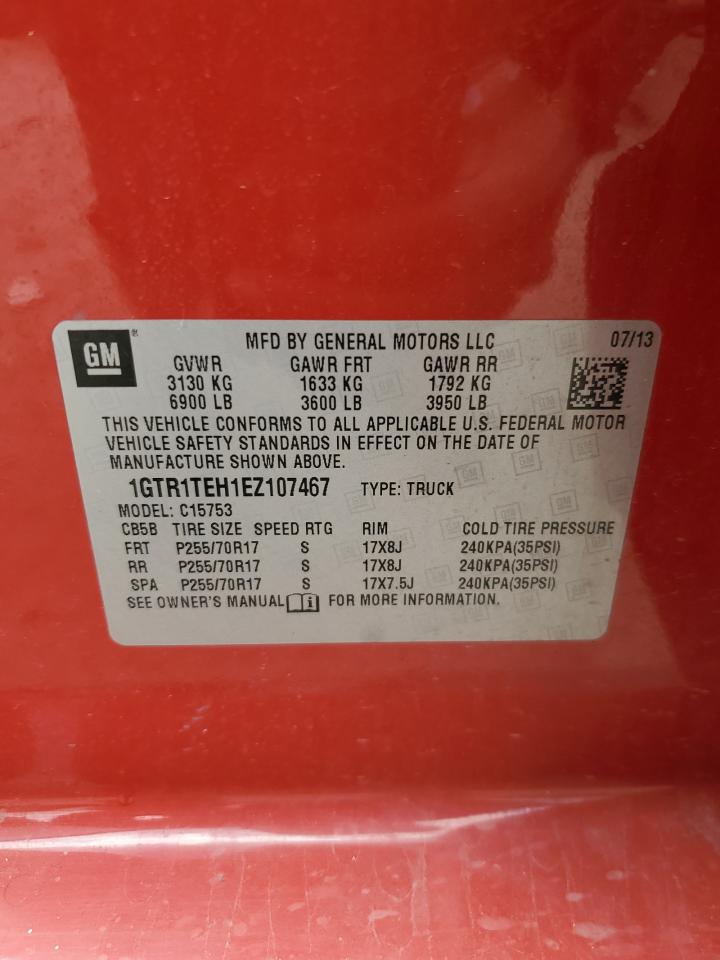 GM ® MFD BY GENERAL MOTORS LLC 07/13
GVWR GAWR FRT GAWR RR
3130 KG 1633 KG 1792 KG
6900 LB 3600 LB 3950 LB
THIS VEHICLE CONFORMS TO ALL APPLICABLE U.S. FEDERAL MOTOR
VEHICLE SAFETY STANDARDS IN EFFECT ON THE DATE OF
MANUFACTURE SHOWN ABOVE.
1GTR1TEH1EZ107467 TYPE: TRUCK
MODEL: C15753
CB5B TIRE SIZE SPEED RTG RIM COLD TIRE PRESSURE
FRT P255/70R17 S 17X8J 240KPA(35PSI)
RR P255/70R17 S 17X8J 240KPA(35PSI)
SPA P255/70R17 S 17X7.5J 240KPA(35PSI)
SEE OWNER'S MANUAL i FOR MORE INFORMATION.